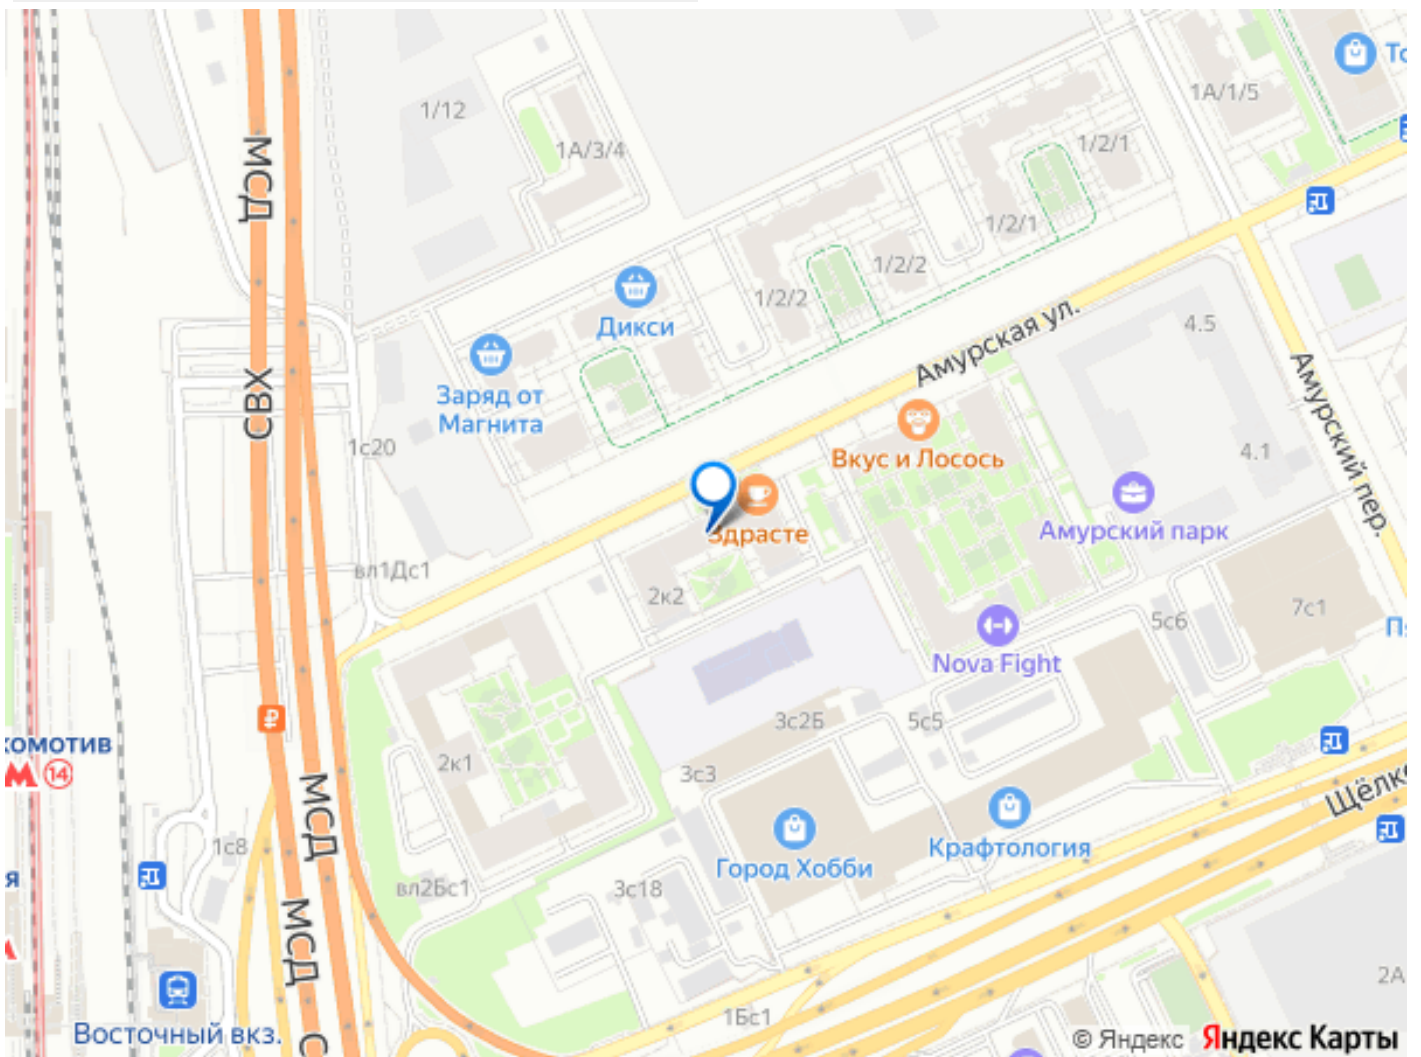 МСД
1/12
1А/3/4
1А/1/5
1/2/1
1/2/1
1/2/2
1/2/2
Дикси
Заряд от
Магнита
Амурская ул.
4.5
СВХ
1с20
Вкус и Лосось
4.1
Амурский пер.
Здрасте
Амурский парк
вл1Дс1
2к2
7с1
5с6
Nova Fight
3с2Б
5с5
2к1
3с3
14
МСД
1с8
Город Хобби
Крафтология
вл2Бс1
3с18
МСД
1Бс1
Восточный вкз.
© Яндекс Яндекс Карты